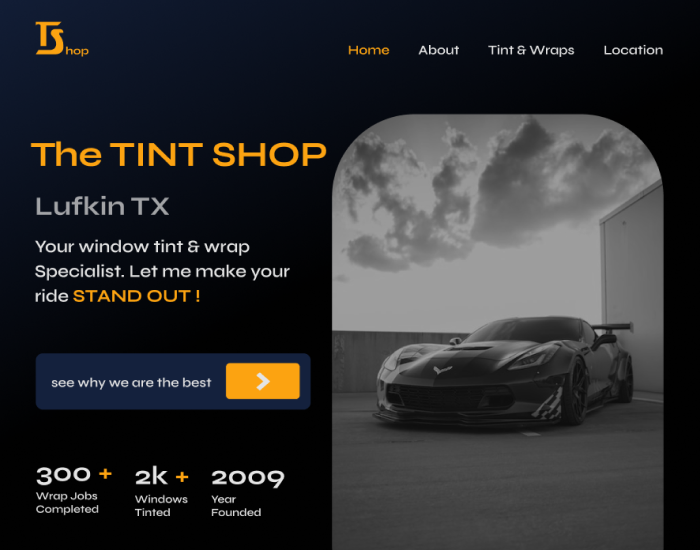 TS hop
Home About Tint & Wraps Location
The TINT SHOP
Lufkin TX
Your window tint & wrap
Specialist. Let me make your
ride STAND OUT !
see why we are the best
300 + 2k + 2009
Wrap Jobs Windows Year
Completed Tinted Founded